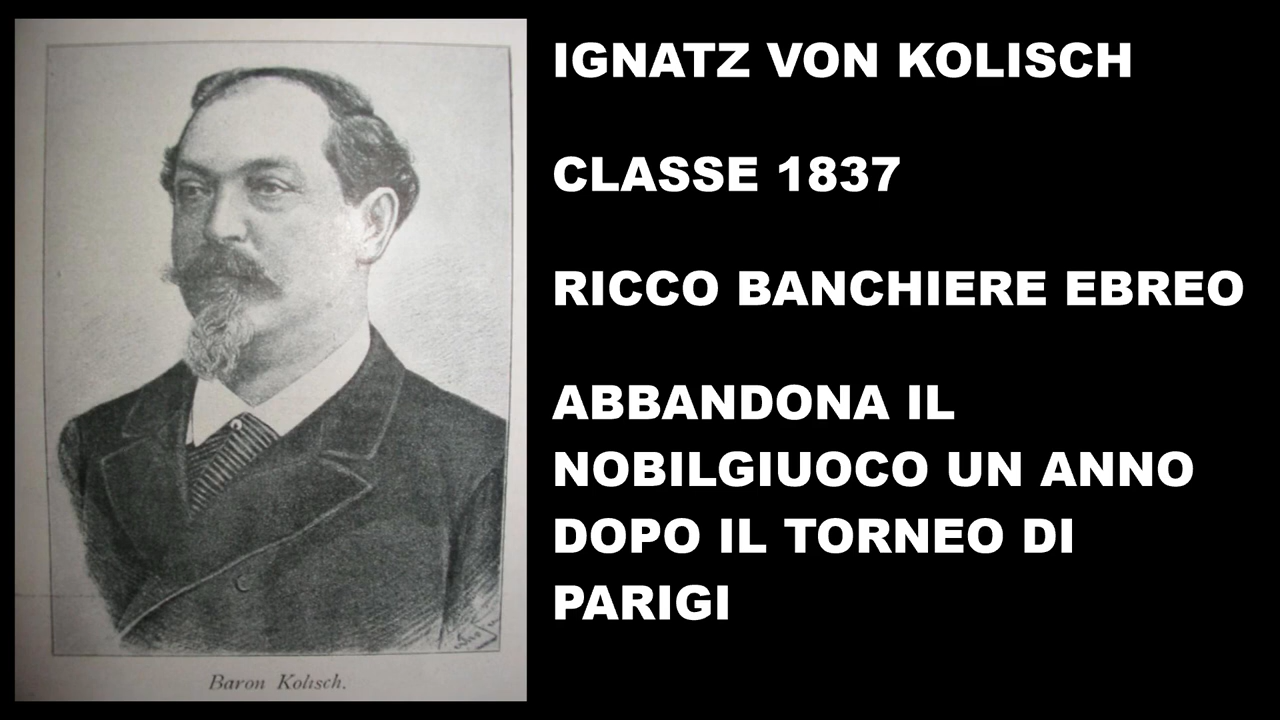 IGNATZ VON KOLISCH
CLASSE 1837
RICCO BANCHIERE EBREO
ABBANDONA IL
NOBILGIUOCO UN ANNO
DOPO IL TORNEO DI
PARIGI
Baron Kolisch.